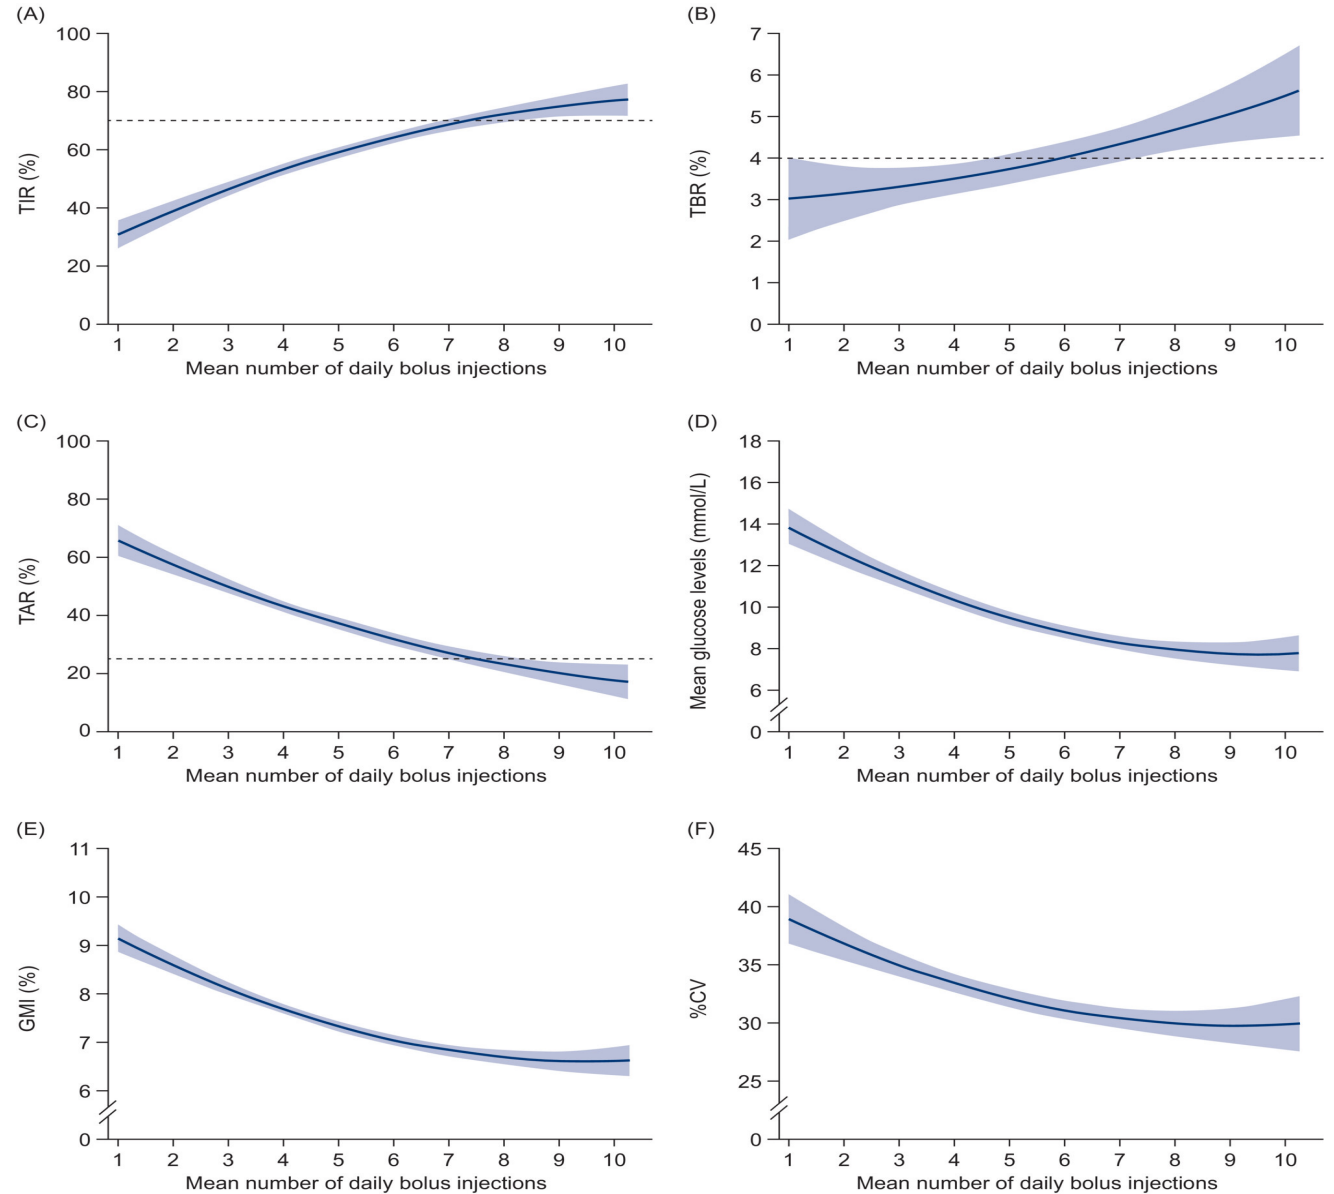 (A)
TIR (%)
100
80
60
40
20
0
1 2 3 4 5 6 7 8 9 10
Mean number of daily bolus injections
(B)
TBR (%)
7
6
5
4
3
2
1
0
1 2 3 4 5 6 7 8 9 10
Mean number of daily bolus injections
(C)
TAR (%)
100
80
60
40
20
0
1 2 3 4 5 6 7 8 9 10
Mean number of daily bolus injections
(D)
Mean glucose levels (mmol/L)
18
16
14
12
10
8
6
0
1 2 3 4 5 6 7 8 9 10
Mean number of daily bolus injections
(E)
GMI (%)
11
10
9
8
7
6
0
1 2 3 4 5 6 7 8 9 10
Mean number of daily bolus injections
(F)
%CV
45
40
35
30
25
0
1 2 3 4 5 6 7 8 9 10
Mean number of daily bolus injections